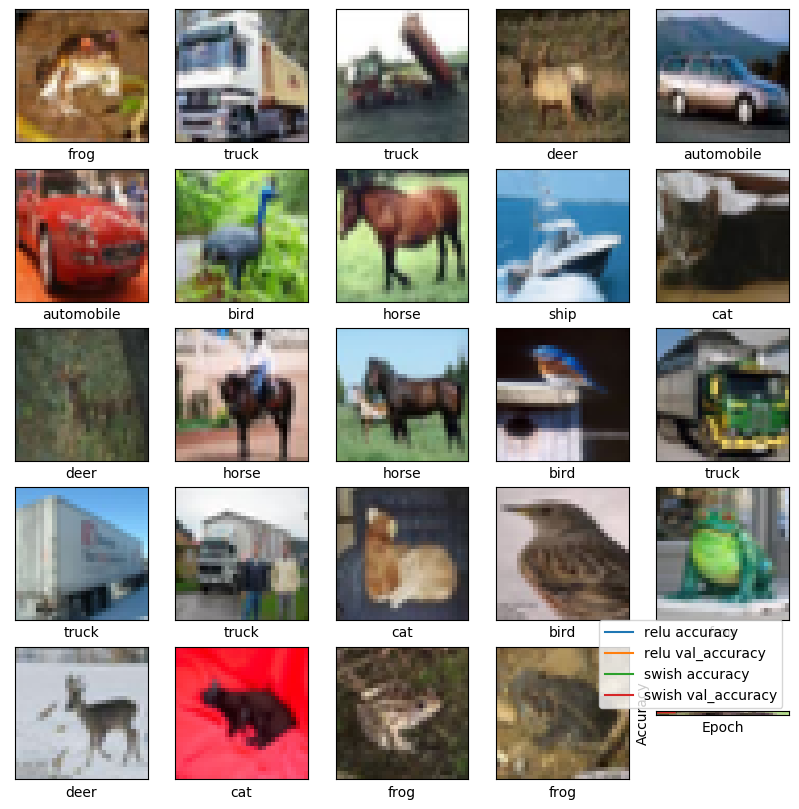 frog
truck
truck
deer
automobile
automobile
bird
horse
ship
cat
deer
horse
horse
bird
truck
truck
truck
cat
bird
relu accuracy
relu val_accuracy
swish accuracy
swish val_accuracy
Accuracy
Epoch
deer
cat
frog
frog